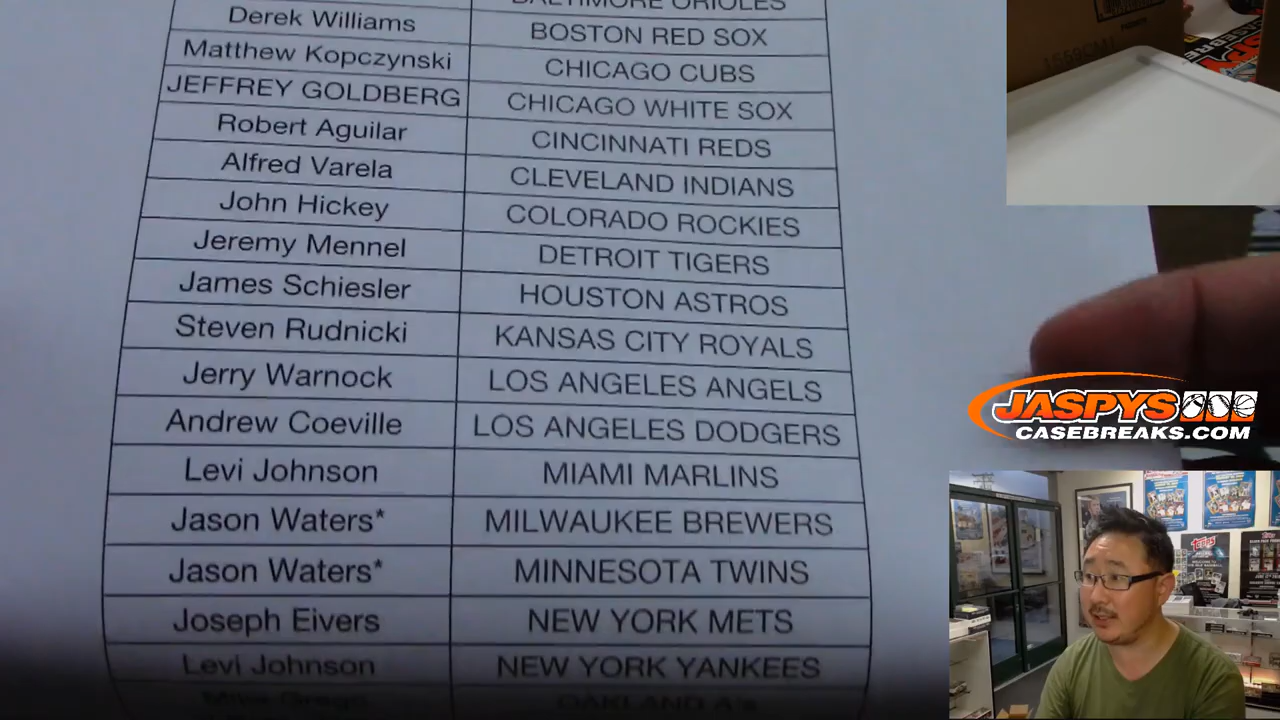 BALTIMORE ORIOLES
Derek Williams BOSTON RED SOX
Matthew Kopczynski CHICAGO CUBS
JEFFREY GOLDBERG CHICAGO WHITE SOX
Robert Aguilar CINCINNATI REDS
Alfred Varela CLEVELAND INDIANS
John Hickey COLORADO ROCKIES
Jeremy Mennel DETROIT TIGERS
James Schiesler HOUSTON ASTROS
Steven Rudnicki KANSAS CITY ROYALS
Jerry Warnock LOS ANGELES ANGELS
Andrew Coeville LOS ANGELES DODGERS
Levi Johnson MIAMI MARLINS
Jason Waters* MILWAUKEE BREWERS
Jason Waters* MINNESOTA TWINS
Joseph Eivers NEW YORK METS
Levi Johnson NEW YORK YANKEES
OAKLAND A's
JASPYS
CASEBREAKS.COM
Topps